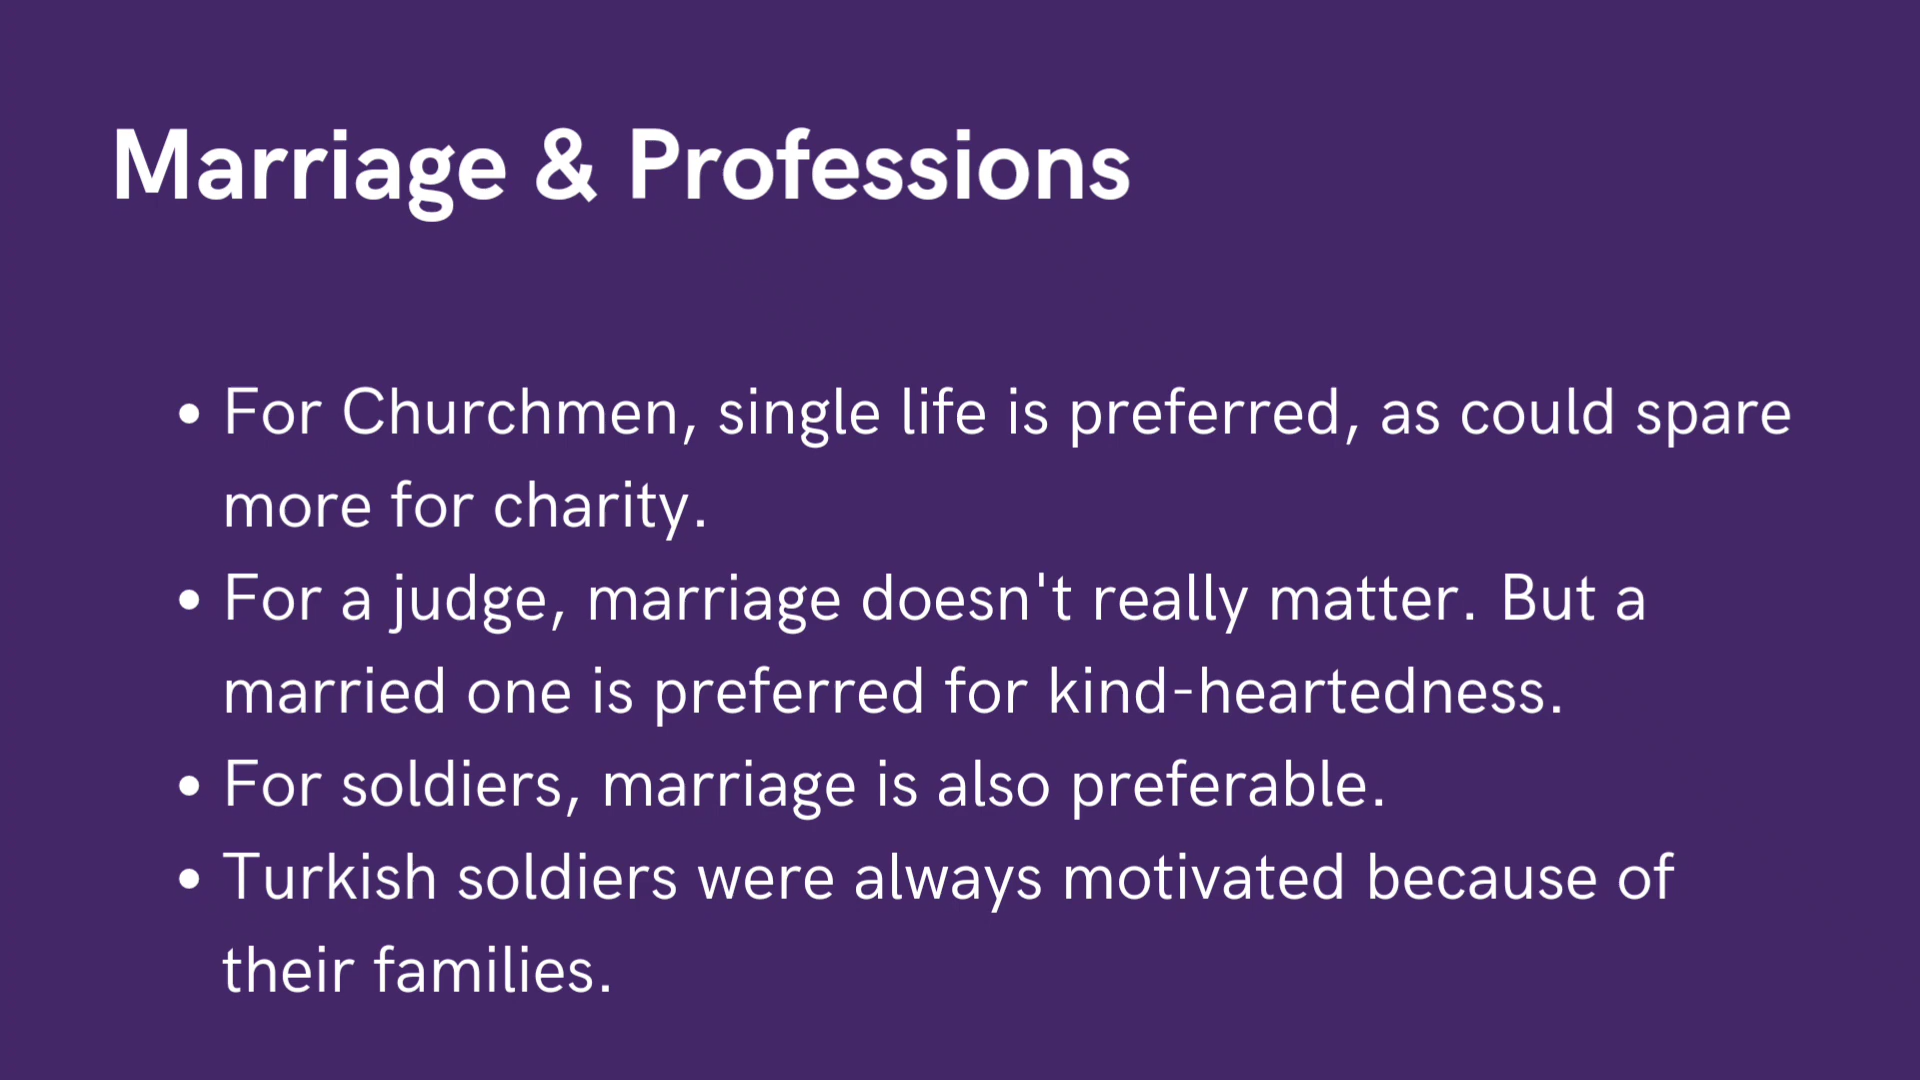 Marriage & Professions
• For Churchmen, single life is preferred, as could spare
more for charity.
• For a judge, marriage doesn't really matter. But a
married one is preferred for kind-heartedness.
• For soldiers, marriage is also preferable.
• Turkish soldiers were always motivated because of
their families.